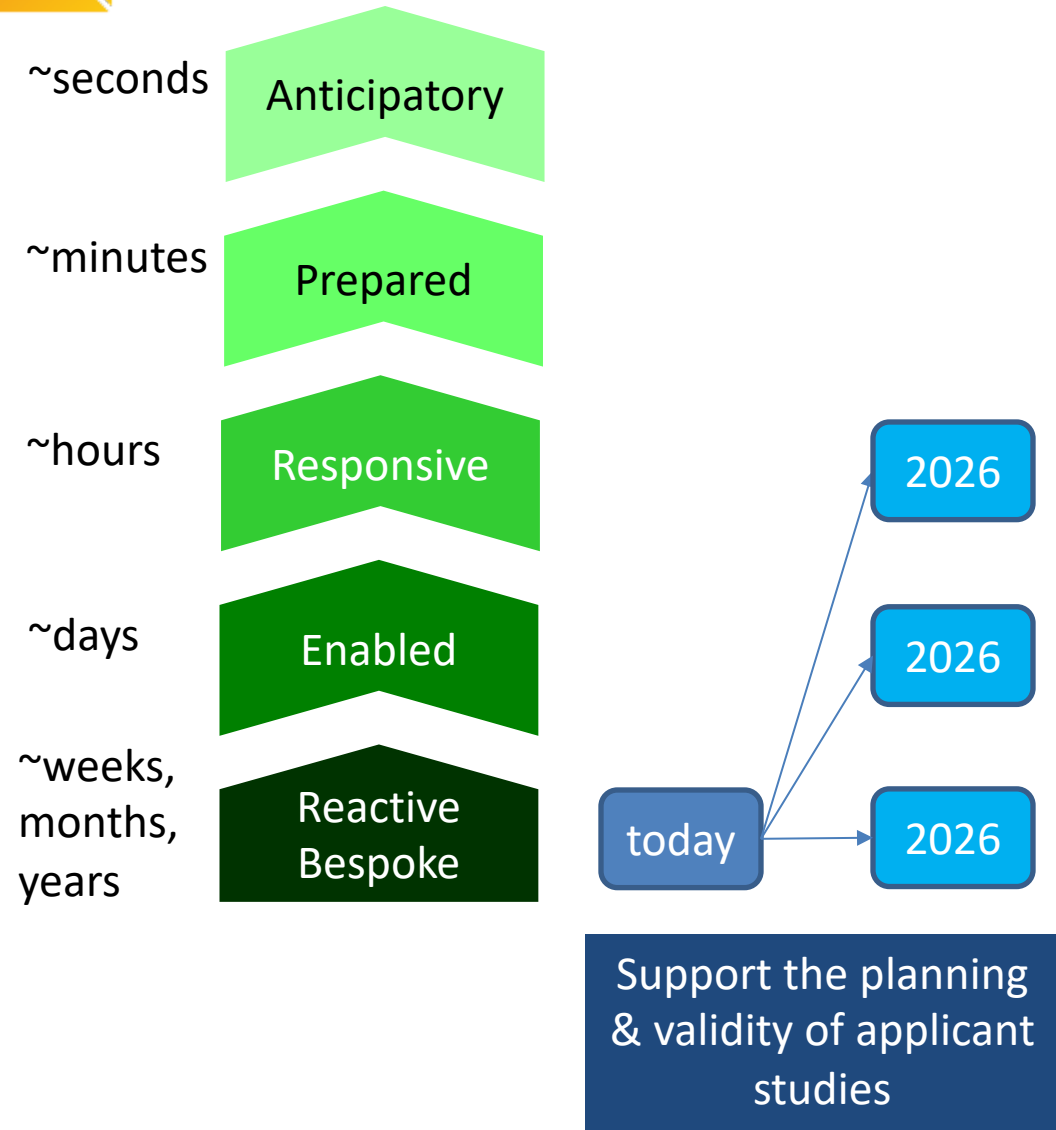 ~seconds
Anticipatory
~minutes
Prepared
~hours
Responsive
2026
~days
Enabled
2026
~weeks,
months,
years
Reactive
Bespoke
today
2026
Support the planning
& validity of applicant
studies